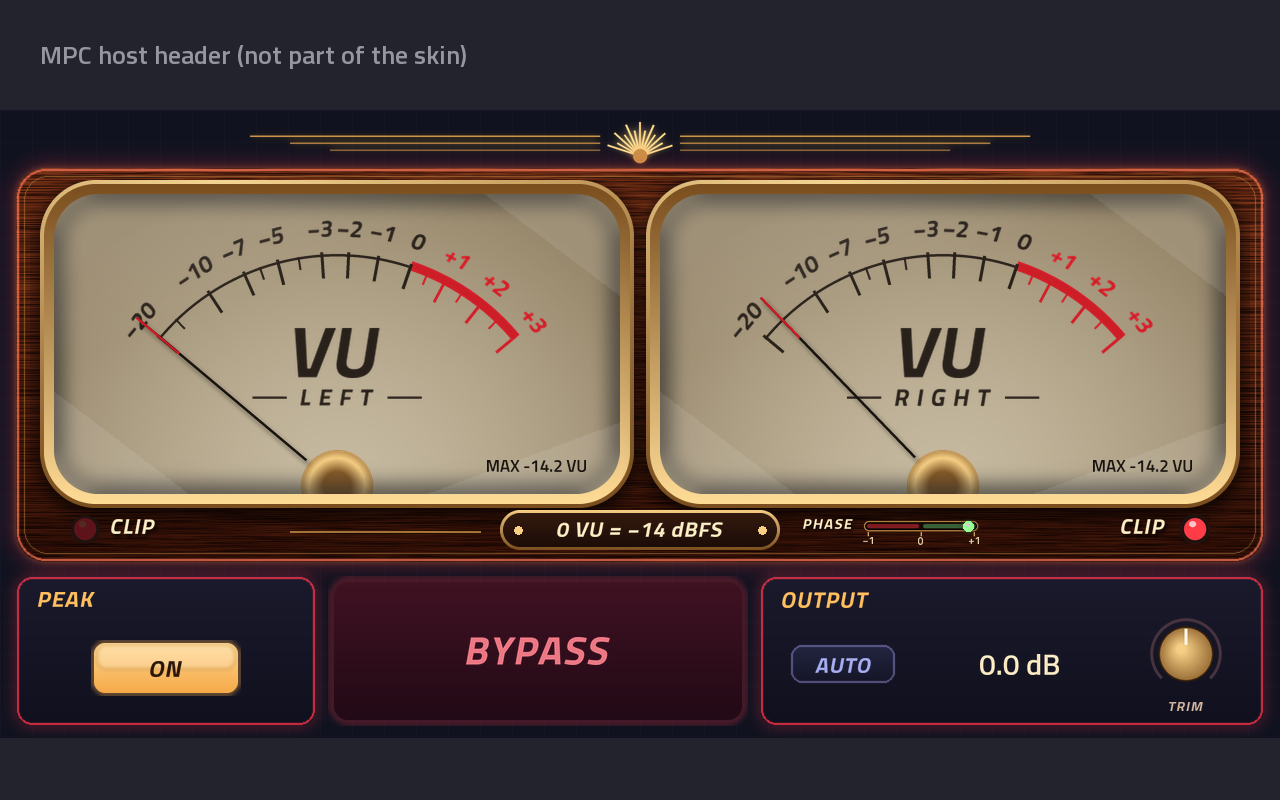 MPC host header (not part of the skin)
−20 −10 −7 −5 −3 −2 −1 0 +1 +2 +3
VU
LEFT
MAX -14.2 VU
−20 −10 −7 −5 −3 −2 −1 0 +1 +2 +3
VU
RIGHT
MAX -14.2 VU
CLIP
0 VU = −14 dBFS
PHASE
−1 0 +1
CLIP
PEAK
ON
BYPASS
OUTPUT
AUTO
0.0 dB
TRIM